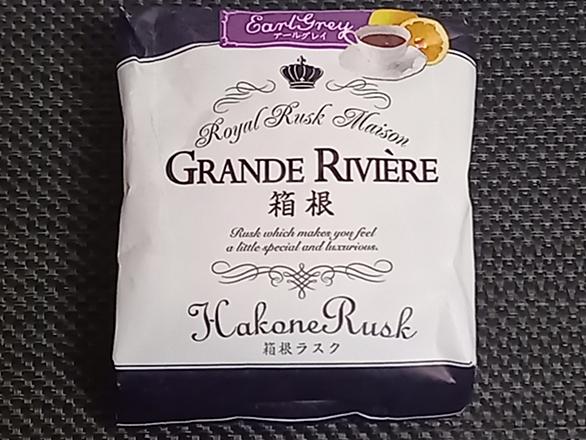 Earl Grey
アールグレイ
Royal Rusk Maison
GRANDE RIVIÈRE
箱根
Rusk which makes you feel
a little special and luxurious.
HakoneRusk
箱根ラスク